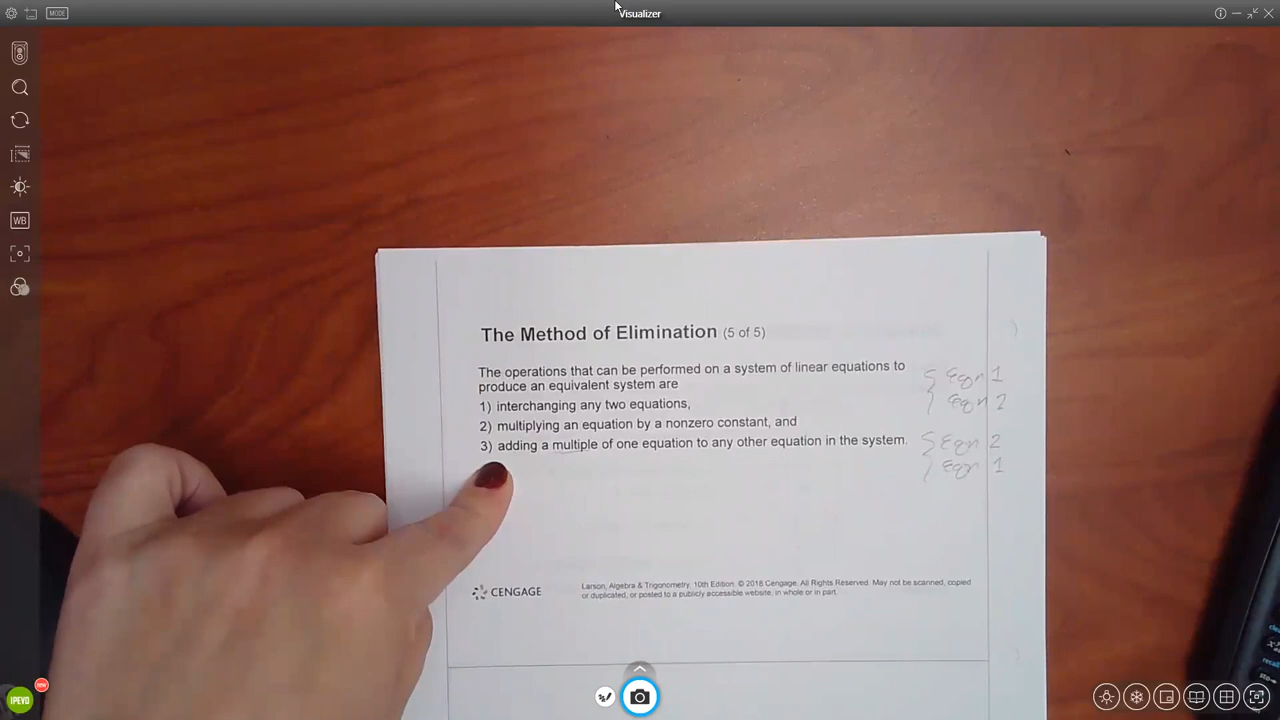 MODE
Visualizer
WB
The Method of Elimination (5 of 5)
The operations that can be performed on a system of linear equations to
produce an equivalent system are
1) interchanging any two equations,
2) multiplying an equation by a nonzero constant, and
3) adding a multiple of one equation to any other equation in the system.
{ Eqn 1
Eqn 2
{ Eqn 2
Eqn 1
CENGAGE
Larson, Algebra & Trigonometry, 10th Edition. © 2018 Cengage. All Rights Reserved. May not be scanned, copied
or duplicated, or posted to a publicly accessible website, in whole or in part.
IPEVO
new